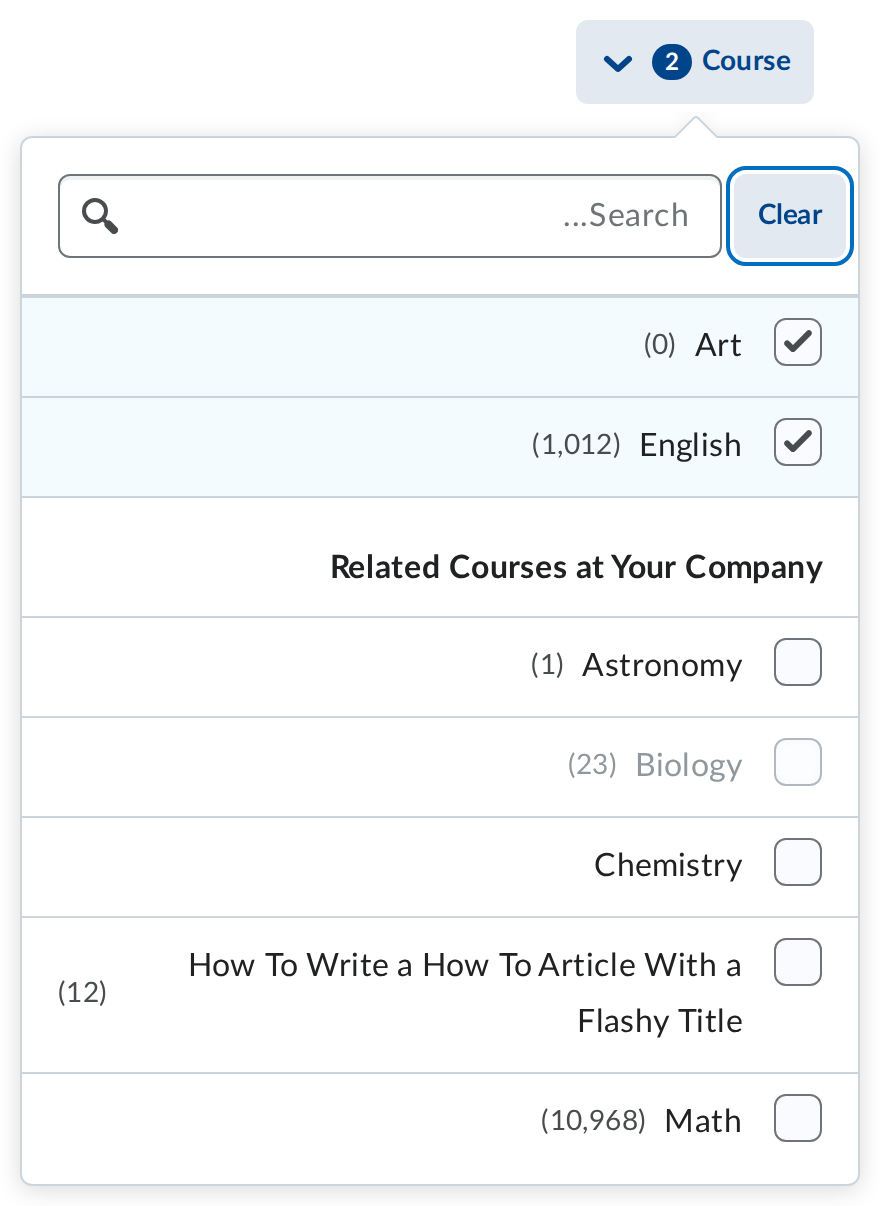 2 Course
...Search
Clear
Art (0)
English (1,012)
Related Courses at Your Company
Astronomy (1)
Biology (23)
Chemistry
How To Write a How To Article With a
Flashy Title
(12)
Math (10,968)